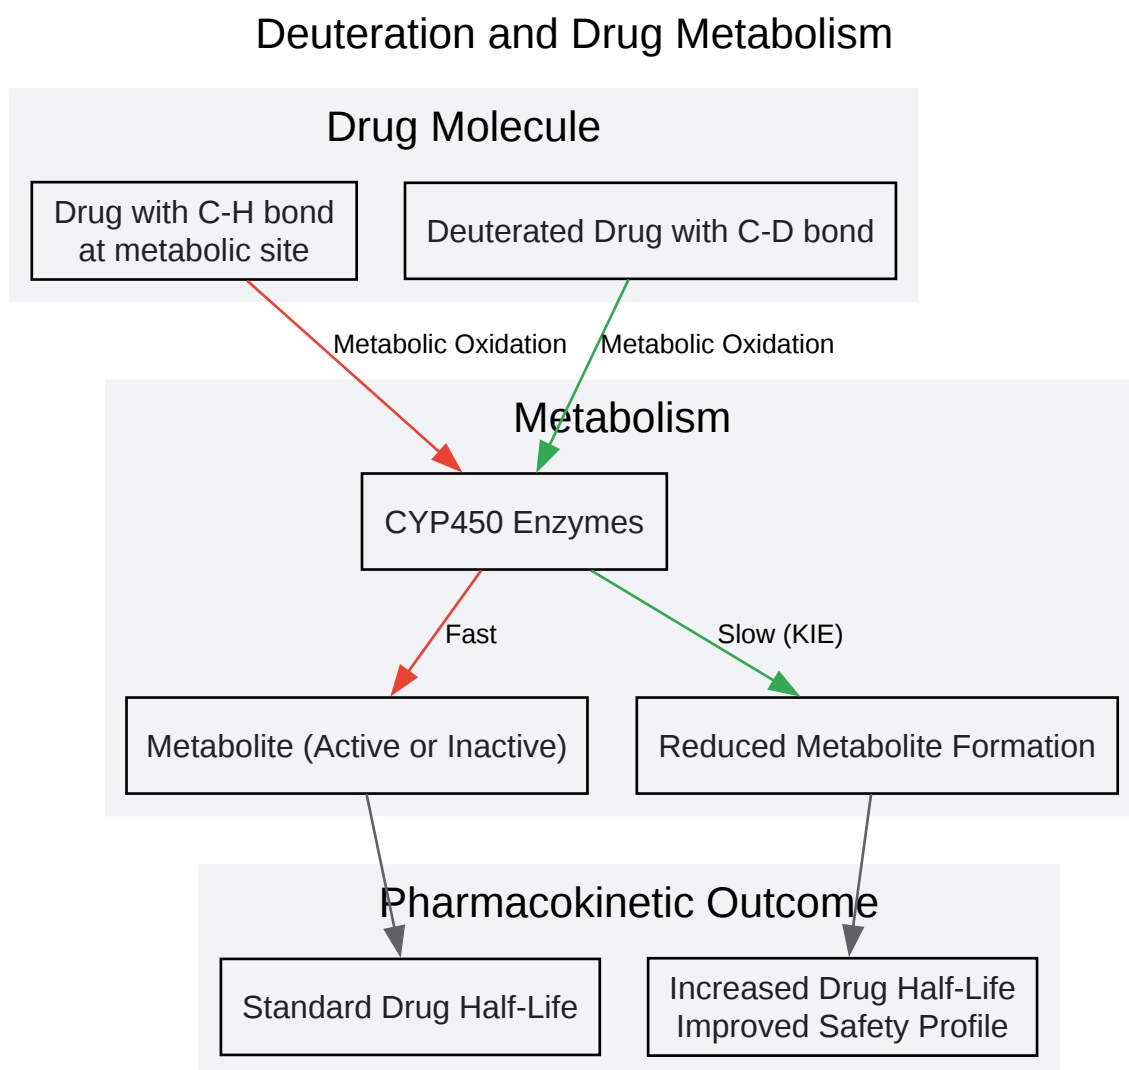 Deuteration and Drug Metabolism
Drug Molecule
Drug with C-H bond
at metabolic site
Deuterated Drug with C-D bond
Metabolic Oxidation
Metabolic Oxidation
Metabolism
CYP450 Enzymes
Fast
Slow (KIE)
Metabolite (Active or Inactive)
Reduced Metabolite Formation
Pharmacokinetic Outcome
Standard Drug Half-Life
Increased Drug Half-Life
Improved Safety Profile